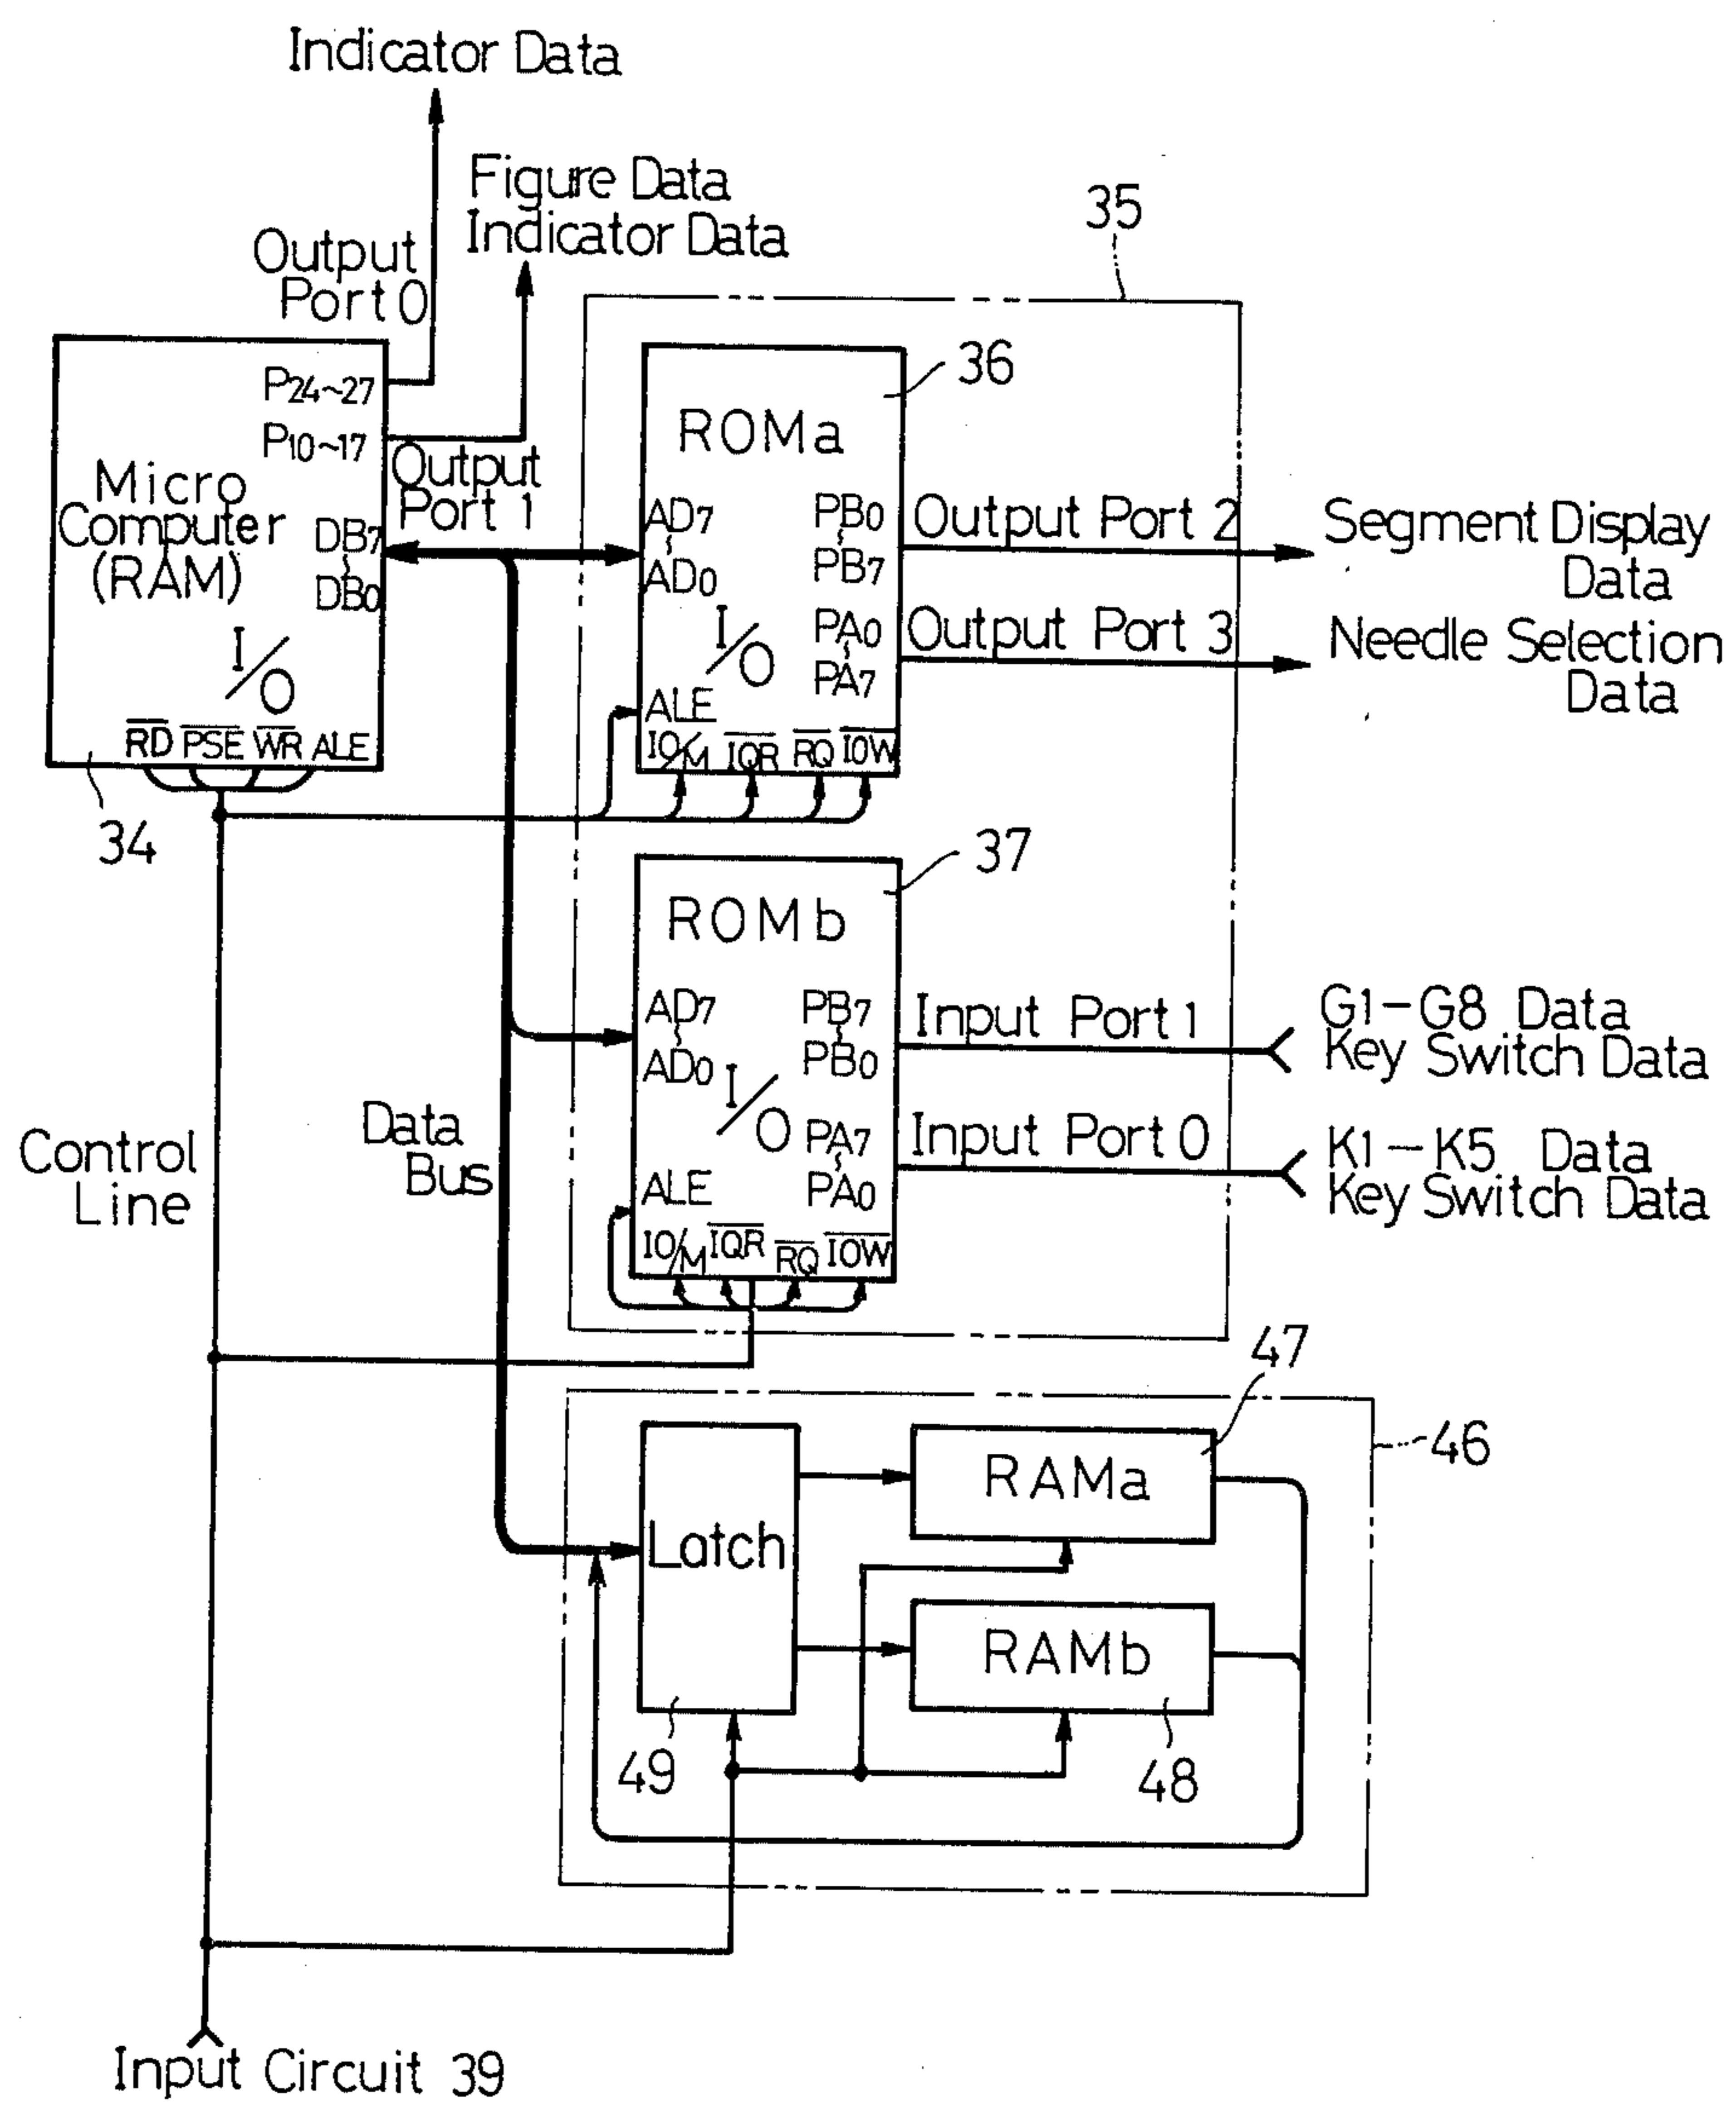 Indicator Data
Figure Data
Indicator Data
Output
Port 0
35
P24~27
P10~17
Output
Port 1
Micro
Computer
(RAM)
DB7
~
DB0
I/O
RD PSE WR ALE
34
36
ROMa
AD7
~
AD0
PB0
~
PB7
I/O
PA0
~
PA7
ALE
IO/M IQR RQ IOW
Output Port 2
Segment Display
Data
Output Port 3
Needle Selection
Data
37
ROMb
AD7
~
AD0
PB7
~
PB0
I/O
PA7
~
PA0
ALE
IO/M IQR RQ IOW
Input Port 1
G1-G8 Data
Key Switch Data
Input Port 0
K1-K5 Data
Key Switch Data
Control
Line
Data
Bus
47
46
Latch
RAMa
RAMb
49
48
Input Circuit 39